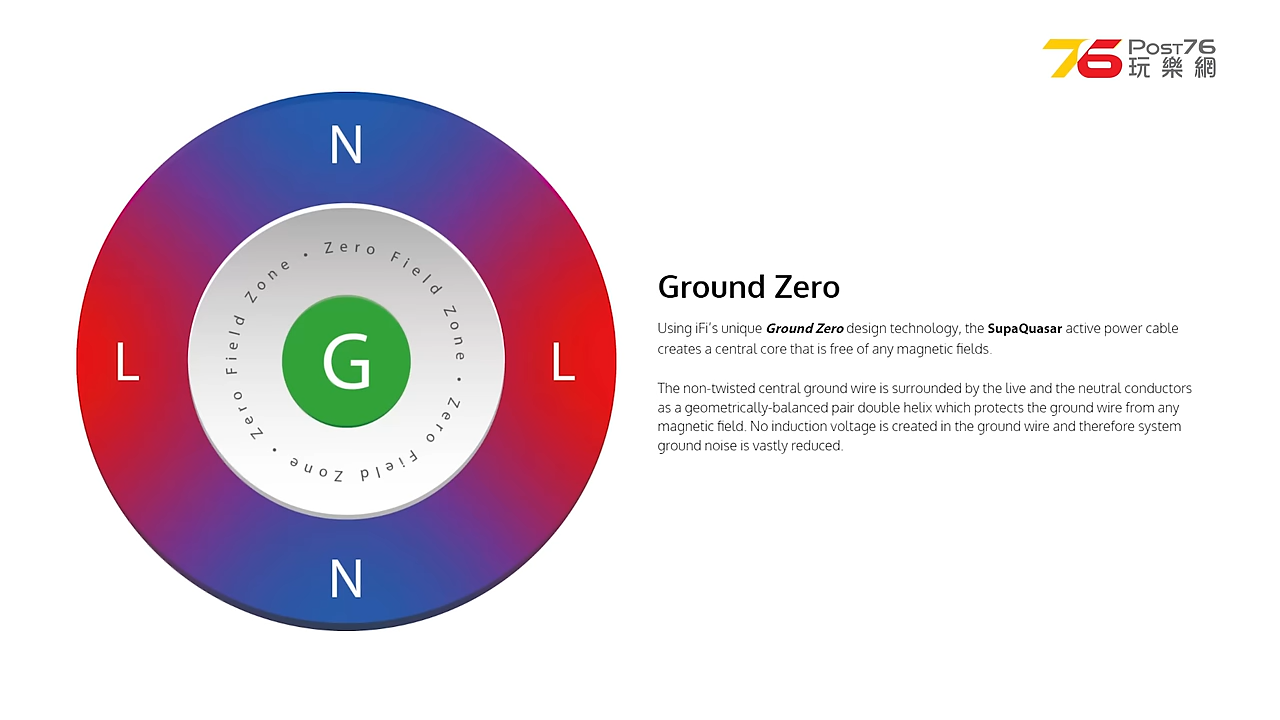 76 POST76
玩樂網
N
L
G
L
N
Zero Field Zone • Zero Field Zone • Zero Field Zone • Zero Field Zone •
Ground Zero
Using iFi's unique Ground Zero design technology, the SupaQuasar active power cable
creates a central core that is free of any magnetic fields.
The non-twisted central ground wire is surrounded by the live and the neutral conductors
as a geometrically-balanced pair double helix which protects the ground wire from any
magnetic field. No induction voltage is created in the ground wire and therefore system
ground noise is vastly reduced.